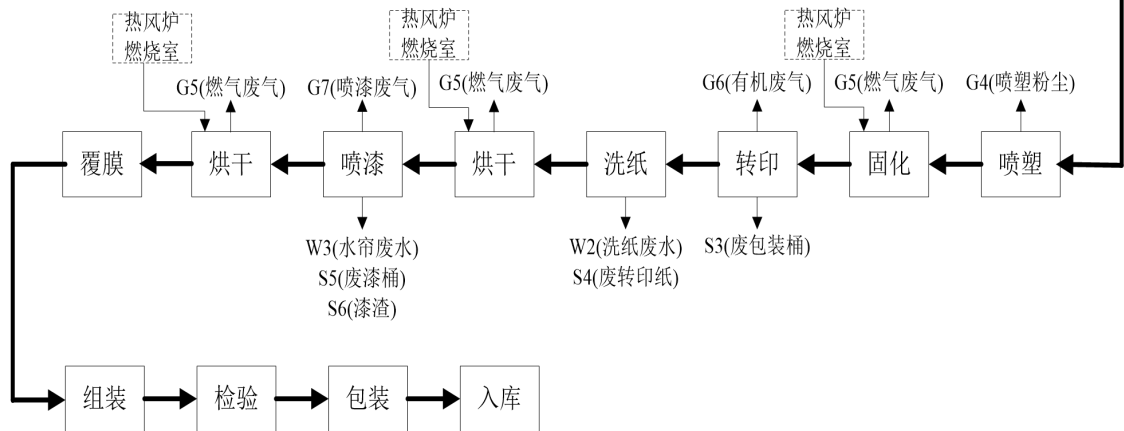 热风炉
燃烧室
热风炉
燃烧室
热风炉
燃烧室
G5(燃气废气)
G7(喷漆废气)
G5(燃气废气)
G6(有机废气)
G5(燃气废气)
G4(喷塑粉尘)
覆膜
烘干
喷漆
烘干
洗纸
转印
固化
喷塑
W3(水帘废水)
S5(废漆桶)
S6(漆渣)
W2(洗纸废水)
S4(废转印纸)
S3(废包装桶)
组装
检验
包装
入库